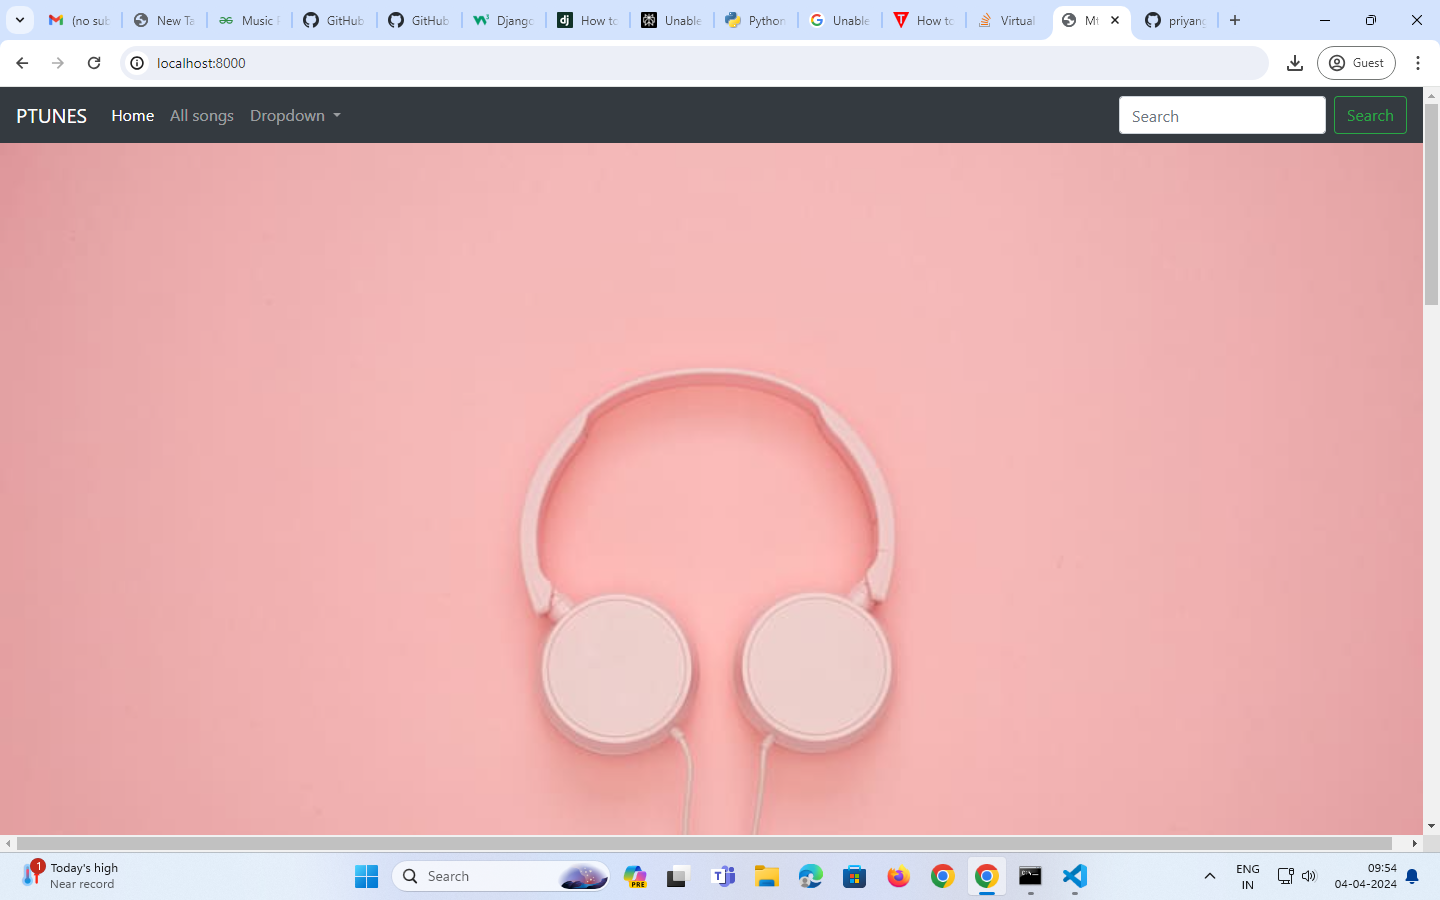 (no sub
New Ta
Music
GitHub
GitHub
Django
How to
Unable
Python
Unable
How to
Virtual
priyang
localhost:8000
Guest
PTUNES
Home
All songs
Dropdown
Search
Search
1
Today's high
Near record
Search
PRE
ENG
IN
09:54
04-04-2024